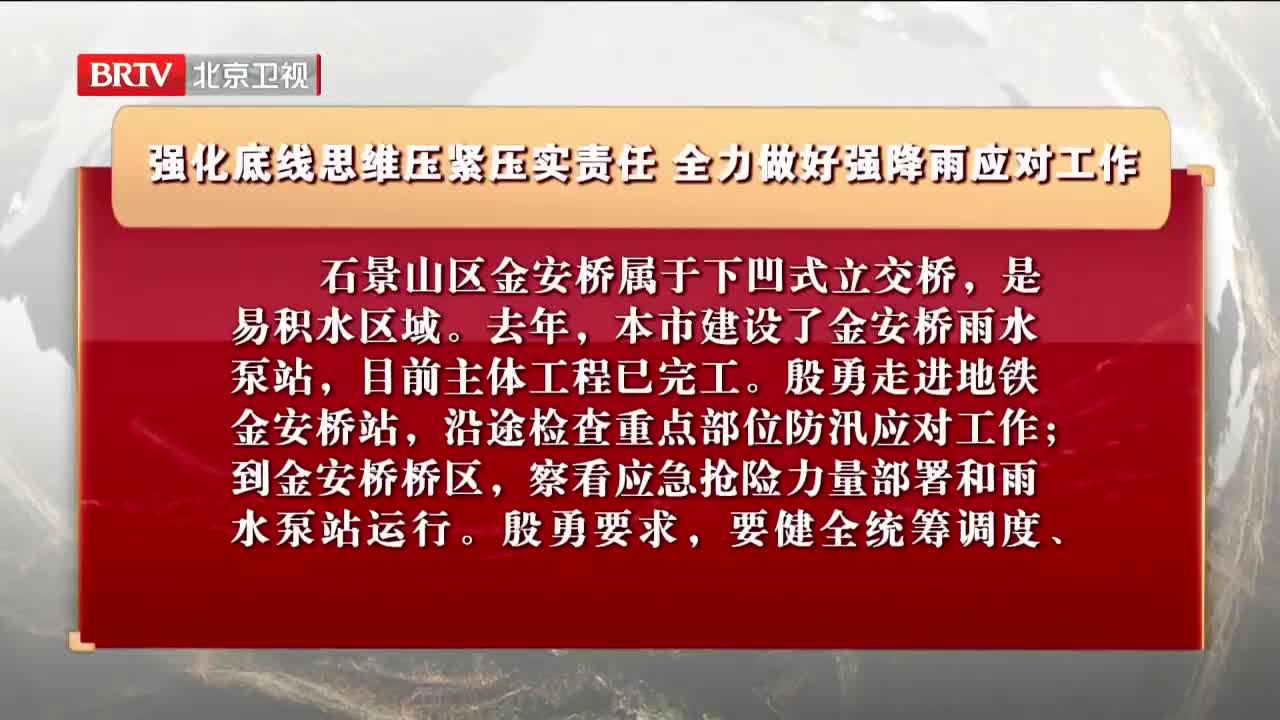 BRTV 北京卫视
强化底线思维压紧压实责任 全力做好强降雨应对工作
石景山区金安桥属于下凹式立交桥，是
易积水区域。去年，本市建设了金安桥雨水
泵站，目前主体工程已完工。殷勇走进地铁
金安桥站，沿途检查重点部位防汛应对工作；
到金安桥桥区，察看应急抢险力量部署和雨
水泵站运行。殷勇要求，要健全统筹调度、